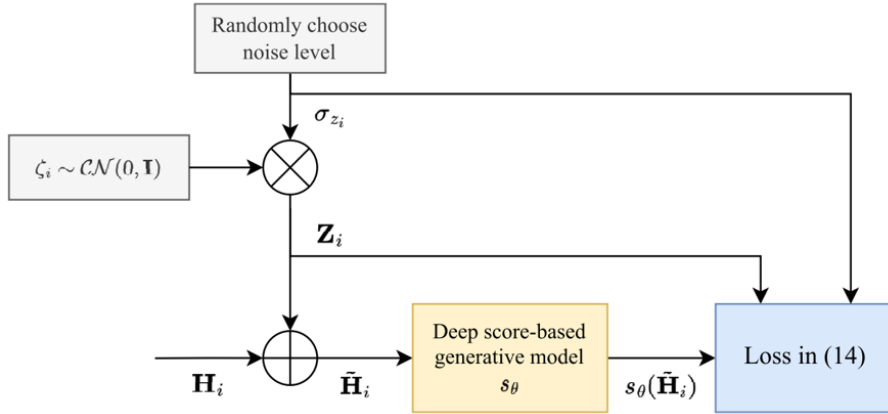 Randomly choose
noise level
σ_{z_i}
ζ_i ∼ 𝒞𝒩(0, I)
Z_i
Deep score-based
generative model
s_θ
Loss in (14)
H_i
H̃_i
s_θ(H̃_i)